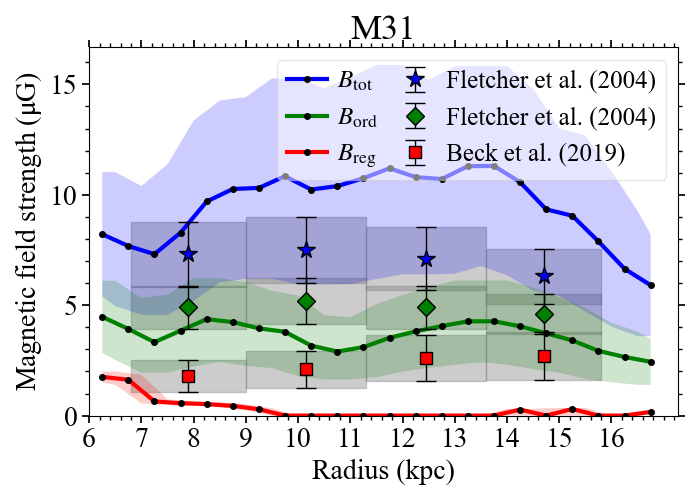 M31
Magnetic field strength (μG)
15
10
5
0
B_tot
B_ord
B_reg
Fletcher et al. (2004)
Fletcher et al. (2004)
Beck et al. (2019)
6 7 8 9 10 11 12 13 14 15 16
Radius (kpc)